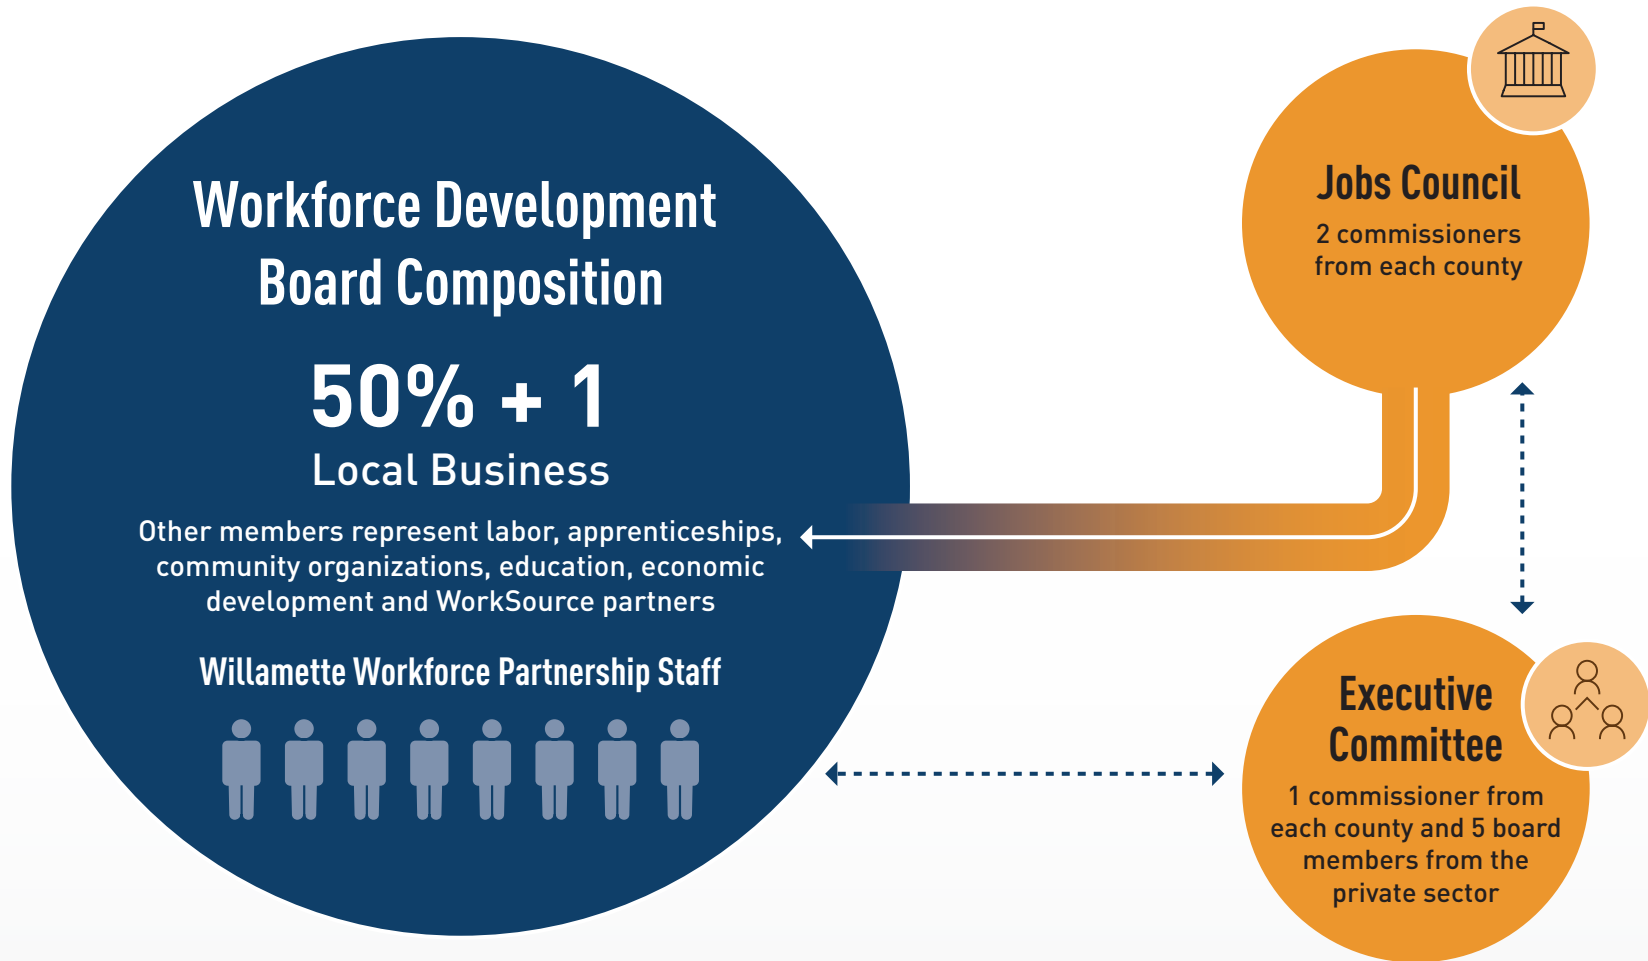 Workforce Development
Board Composition
50% + 1
Local Business
Other members represent labor, apprenticeships,
community organizations, education, economic
development and WorkSource partners
Willamette Workforce Partnership Staff
Jobs Council
2 commissioners
from each county
Executive
Committee
1 commissioner from
each county and 5 board
members from the
private sector